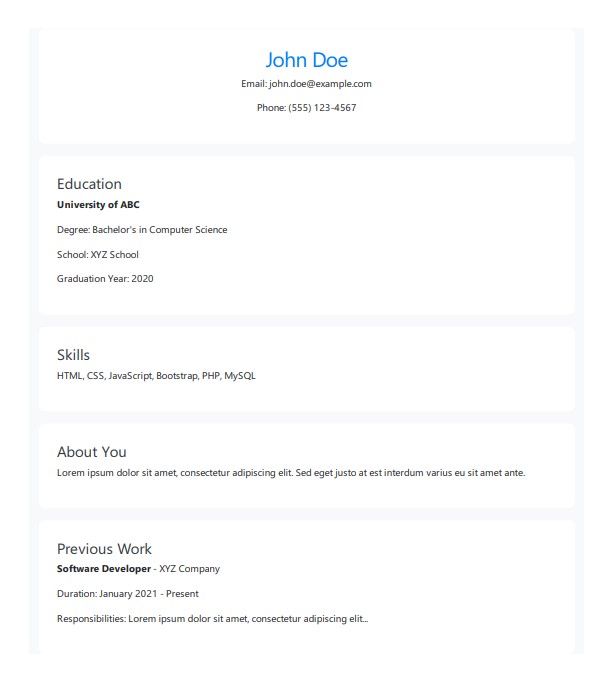 John Doe
Email: john.doe@example.com
Phone: (555) 123-4567
Education
University of ABC
Degree: Bachelor's in Computer Science
School: XYZ School
Graduation Year: 2020
Skills
HTML, CSS, JavaScript, Bootstrap, PHP, MySQL
About You
Lorem ipsum dolor sit amet, consectetur adipiscing elit. Sed eget justo at est interdum varius eu sit amet ante.
Previous Work
Software Developer - XYZ Company
Duration: January 2021 - Present
Responsibilities: Lorem ipsum dolor sit amet, consectetur adipiscing elit...